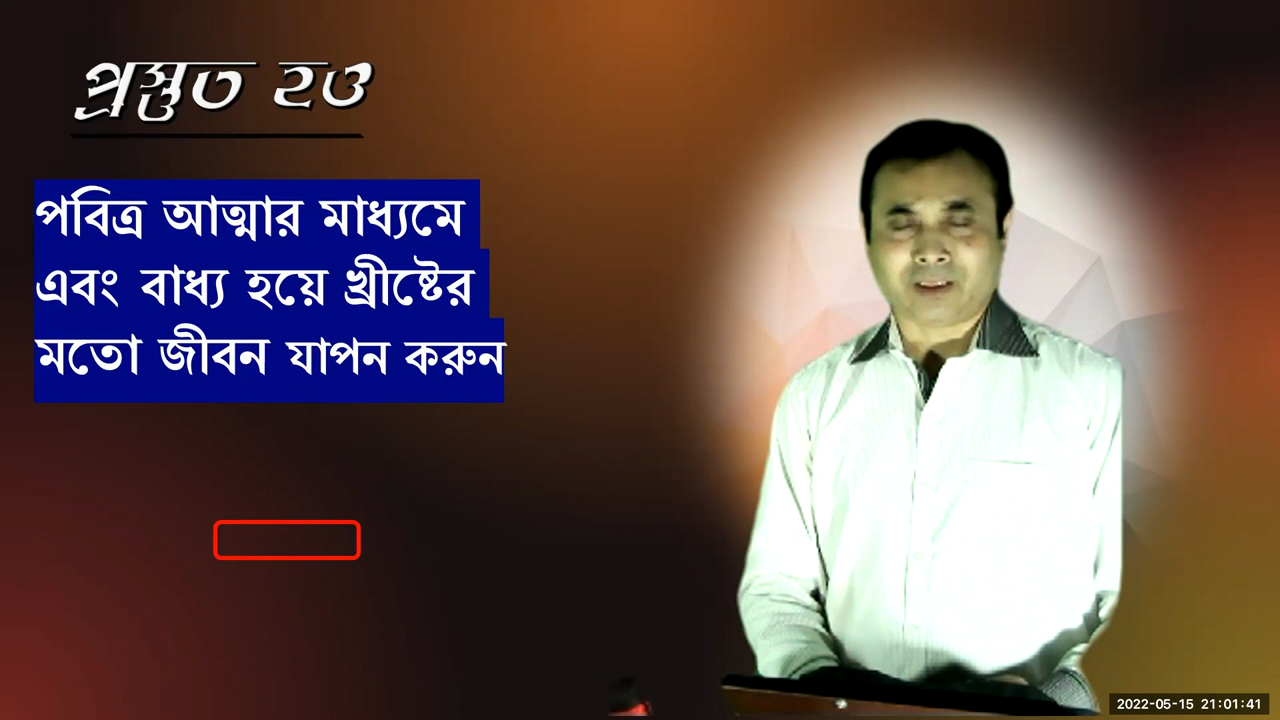 প্রস্তুত হও
পবিত্র আত্মার মাধ্যমে
এবং বাধ্য হয়ে খ্রীষ্টের
মতো জীবন যাপন করুন
2022-05-15 21:01:41